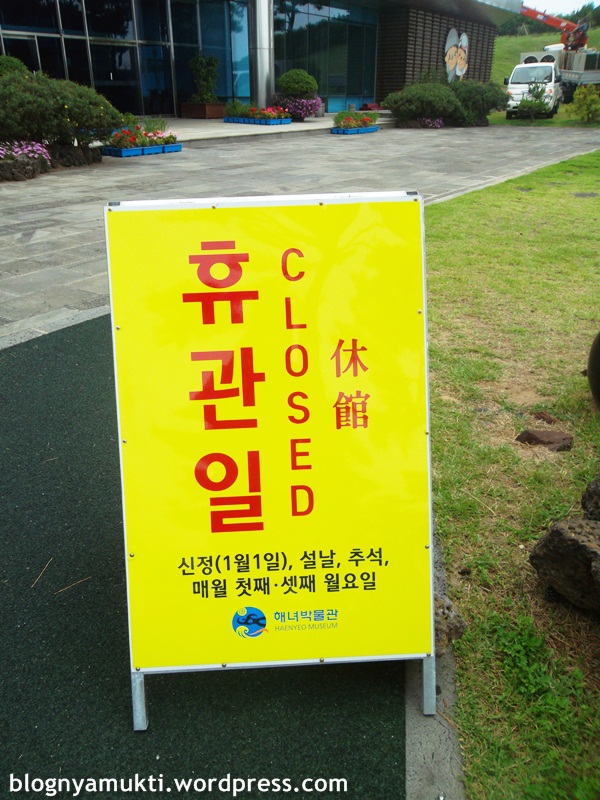 휴관일
CLOSED
休館
신정(1월1일), 설날, 추석,
매월 첫째·셋째 월요일
해녀박물관
HAENYEO MUSEUM
blognyamukti.wordpress.com